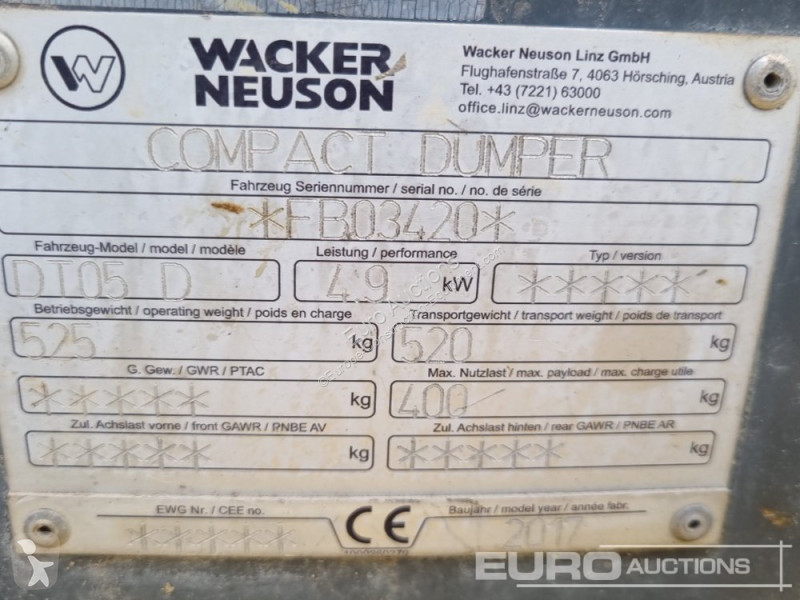 WACKER
NEUSON
Wacker Neuson Linz GmbH
Flughafenstraße 7, 4063 Hörsching, Austria
Tel. +43 (7221) 63000
office.linz@wackerneuson.com
COMPACT DUMPER
Fahrzeug Seriennummer / serial no. / no. de série
*FB03420*
Fahrzeug-Model / model / modèle
Leistung / performance
Typ / version
DT05 D
4.9 kW
*****
Betriebsgewicht / operating weight / poids en charge
Transportgewicht / transport weight / poids de transport
525 kg
520 kg
G. Gew. / GWR / PTAC
Max. Nutzlast / max. payload / max. charge utile
***** kg
400 kg
Zul. Achslast vorne / front GAWR / PNBE AV
Zul. Achslast hinten / rear GAWR / PNBE AR
***** kg
***** kg
EWG Nr. / CEE no.
CE
Baujahr / model year / année fabr.
*****
2017
EURO
AUCTIONS